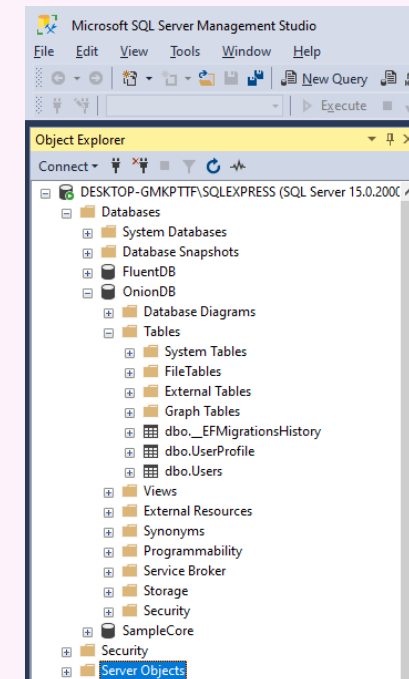 Microsoft SQL Server Management Studio
File Edit View Tools Window Help
New Query
Execute
Object Explorer
Connect
DESKTOP-GMKPTTF\SQLEXPRESS (SQL Server 15.0.2000
Databases
System Databases
Database Snapshots
FluentDB
OnionDB
Database Diagrams
Tables
System Tables
FileTables
External Tables
Graph Tables
dbo.__EFMigrationsHistory
dbo.UserProfile
dbo.Users
Views
External Resources
Synonyms
Programmability
Service Broker
Storage
Security
SampleCore
Security
Server Objects